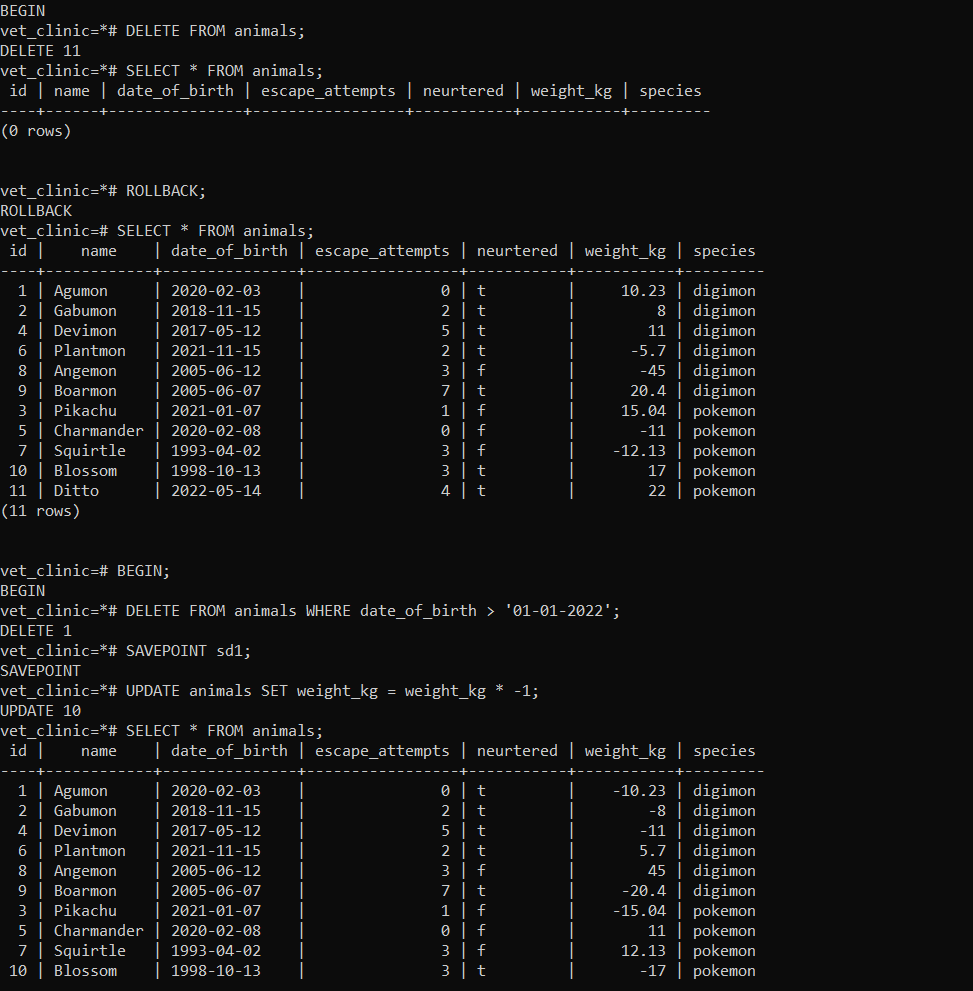 BEGIN
vet_clinic=*# DELETE FROM animals;
DELETE 11
vet_clinic=*# SELECT * FROM animals;
 id | name | date_of_birth | escape_attempts | neurtered | weight_kg | species
----+------+---------------+-----------------+-----------+-----------+---------
(0 rows)
vet_clinic=*# ROLLBACK;
ROLLBACK
vet_clinic=# SELECT * FROM animals;
 id |    name    | date_of_birth | escape_attempts | neurtered | weight_kg | species
----+------------+---------------+-----------------+-----------+-----------+---------
  1 | Agumon     | 2020-02-03    |               0 | t         |     10.23 | digimon
  2 | Gabumon    | 2018-11-15    |               2 | t         |         8 | digimon
  4 | Devimon    | 2017-05-12    |               5 | t         |        11 | digimon
  6 | Plantmon   | 2021-11-15    |               2 | t         |      -5.7 | digimon
  8 | Angemon    | 2005-06-12    |               3 | f         |       -45 | digimon
  9 | Boarmon    | 2005-06-07    |               7 | t         |      20.4 | digimon
  3 | Pikachu    | 2021-01-07    |               1 | f         |     15.04 | pokemon
  5 | Charmander | 2020-02-08    |               0 | f         |       -11 | pokemon
  7 | Squirtle   | 1993-04-02    |               3 | f         |    -12.13 | pokemon
 10 | Blossom    | 1998-10-13    |               3 | t         |        17 | pokemon
 11 | Ditto      | 2022-05-14    |               4 | t         |        22 | pokemon
(11 rows)
vet_clinic=# BEGIN;
BEGIN
vet_clinic=*# DELETE FROM animals WHERE date_of_birth > '01-01-2022';
DELETE 1
vet_clinic=*# SAVEPOINT sd1;
SAVEPOINT
vet_clinic=*# UPDATE animals SET weight_kg = weight_kg * -1;
UPDATE 10
vet_clinic=*# SELECT * FROM animals;
 id |    name    | date_of_birth | escape_attempts | neurtered | weight_kg | species
----+------------+---------------+-----------------+-----------+-----------+---------
  1 | Agumon     | 2020-02-03    |               0 | t         |    -10.23 | digimon
  2 | Gabumon    | 2018-11-15    |               2 | t         |        -8 | digimon
  4 | Devimon    | 2017-05-12    |               5 | t         |       -11 | digimon
  6 | Plantmon   | 2021-11-15    |               2 | t         |       5.7 | digimon
  8 | Angemon    | 2005-06-12    |               3 | f         |        45 | digimon
  9 | Boarmon    | 2005-06-07    |               7 | t         |     -20.4 | digimon
  3 | Pikachu    | 2021-01-07    |               1 | f         |    -15.04 | pokemon
  5 | Charmander | 2020-02-08    |               0 | f         |        11 | pokemon
  7 | Squirtle   | 1993-04-02    |               3 | f         |     12.13 | pokemon
 10 | Blossom    | 1998-10-13    |               3 | t         |       -17 | pokemon